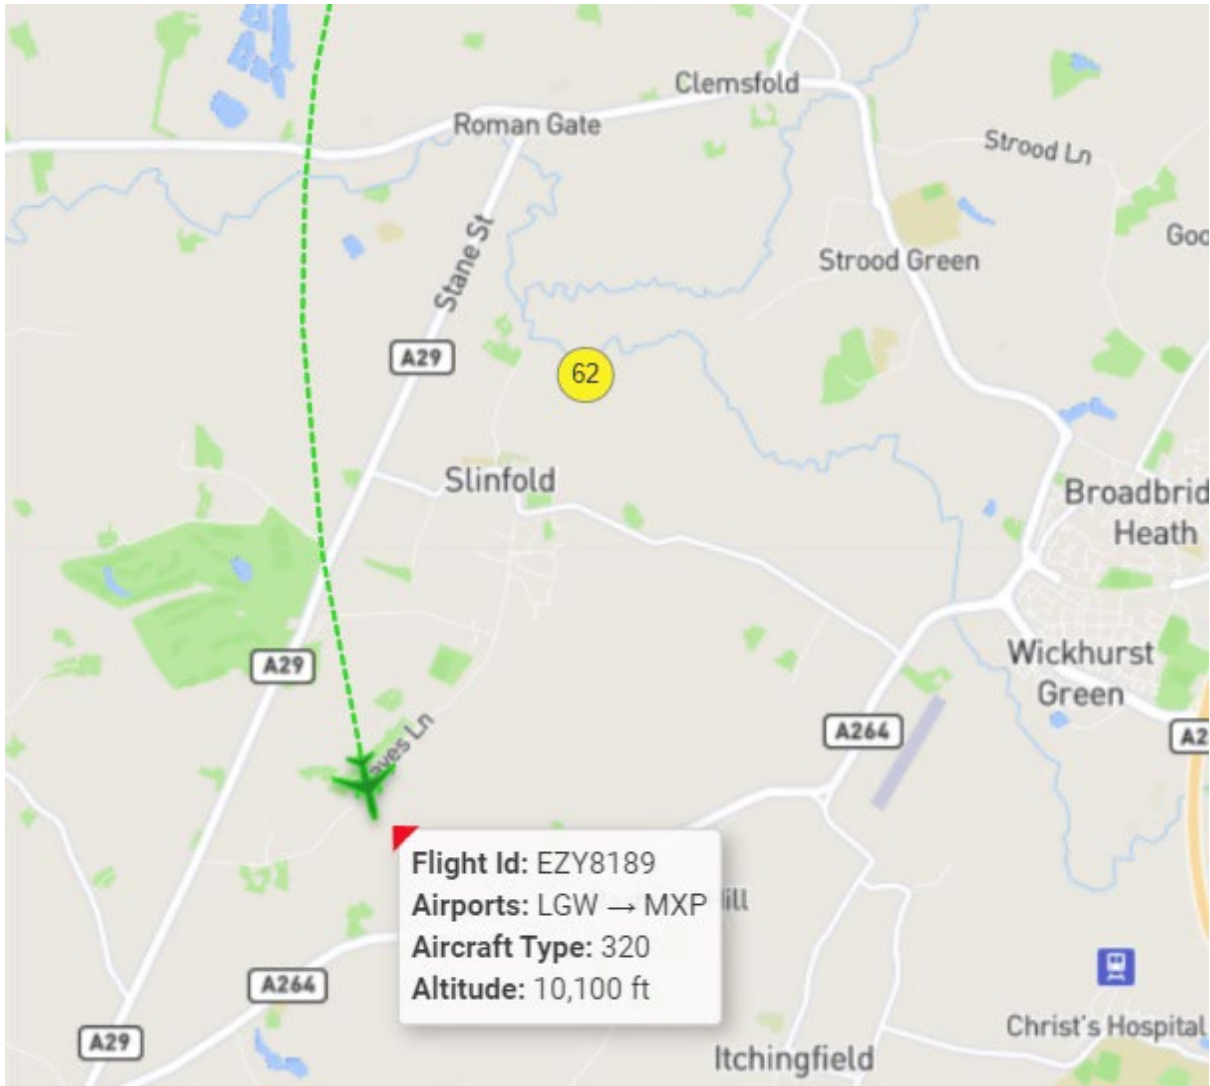 Clemsfold
Roman Gate
Strood Ln
Stane St
Strood Green
A29
62
Slinfold
Heath
A29
Wickhurst
Green
A264
Flight Id: EZY8189
Airports: LGW → MXP
Aircraft Type: 320
Altitude: 10,100 ft
A264
Christ's Hospital
A29
Itchingfield